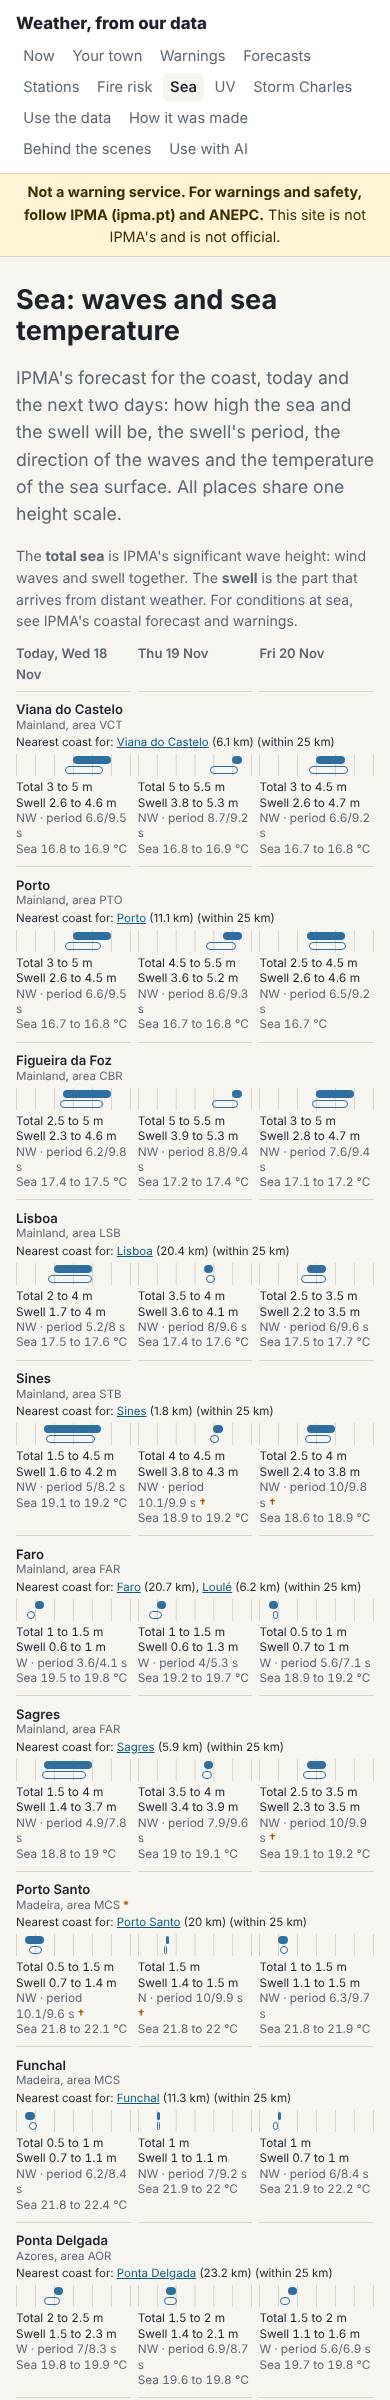 Weather, from our data
Now Your town Warnings Forecasts
Stations Fire risk Sea UV Storm Charles
Use the data How it was made
Behind the scenes Use with AI
Not a warning service. For warnings and safety,
follow IPMA (ipma.pt) and ANEPC. This site is not
IPMA's and is not official.
Sea: waves and sea
temperature
IPMA's forecast for the coast, today and
the next two days: how high the sea and
the swell will be, the swell's period, the
direction of the waves and the temperature
of the sea surface. All places share one
height scale.
The total sea is IPMA's significant wave height: wind
waves and swell together. The swell is the part that
arrives from distant weather. For conditions at sea,
see IPMA's coastal forecast and warnings.
Today, Wed 18 Nov
Thu 19 Nov
Fri 20 Nov
Viana do Castelo
Mainland, area VCT
Nearest coast for: Viana do Castelo (6.1 km) (within 25 km)
Total 3 to 5 m
Swell 2.6 to 4.6 m
NW · period 6.6/9.5 s
Sea 16.8 to 16.9 °C
Total 5 to 5.5 m
Swell 3.8 to 5.3 m
NW · period 8.7/9.2 s
Sea 16.8 to 16.9 °C
Total 3 to 4.5 m
Swell 2.6 to 4.7 m
NW · period 6.6/9.2 s
Sea 16.7 to 16.8 °C
Porto
Mainland, area PTO
Nearest coast for: Porto (11.1 km) (within 25 km)
Total 3 to 5 m
Swell 2.6 to 4.5 m
NW · period 6.6/9.5 s
Sea 16.7 to 16.8 °C
Total 4.5 to 5.5 m
Swell 3.6 to 5.2 m
NW · period 8.6/9.3 s
Sea 16.7 to 16.8 °C
Total 2.5 to 4.5 m
Swell 2.6 to 4.6 m
NW · period 6.5/9.2 s
Sea 16.7 °C
Figueira da Foz
Mainland, area CBR
Total 2.5 to 5 m
Swell 2.3 to 4.6 m
NW · period 6.2/9.8 s
Sea 17.4 to 17.5 °C
Total 5 to 5.5 m
Swell 3.9 to 5.3 m
NW · period 8.8/9.4 s
Sea 17.2 to 17.4 °C
Total 3 to 5 m
Swell 2.8 to 4.7 m
NW · period 7.6/9.4 s
Sea 17.1 to 17.2 °C
Lisboa
Mainland, area LSB
Nearest coast for: Lisboa (20.4 km) (within 25 km)
Total 2 to 4 m
Swell 1.7 to 4 m
NW · period 5.2/8 s
Sea 17.5 to 17.6 °C
Total 3.5 to 4 m
Swell 3.6 to 4.1 m
NW · period 8/9.6 s
Sea 17.4 to 17.6 °C
Total 2.5 to 3.5 m
Swell 2.2 to 3.5 m
NW · period 6/9.6 s
Sea 17.5 to 17.7 °C
Sines
Mainland, area STB
Nearest coast for: Sines (1.8 km) (within 25 km)
Total 1.5 to 4.5 m
Swell 1.6 to 4.2 m
NW · period 5/8.2 s
Sea 19.1 to 19.2 °C
Total 4 to 4.5 m
Swell 3.8 to 4.3 m
NW · period 10.1/9.9 s ✝
Sea 18.9 to 19.2 °C
Total 2.5 to 4 m
Swell 2.4 to 3.8 m
NW · period 10/9.8 s ✝
Sea 18.6 to 18.9 °C
Faro
Mainland, area FAR
Nearest coast for: Faro (20.7 km), Loulé (6.2 km) (within 25 km)
Total 1 to 1.5 m
Swell 0.6 to 1 m
W · period 3.6/4.1 s
Sea 19.5 to 19.8 °C
Total 1 to 1.5 m
Swell 0.6 to 1.3 m
W · period 4/5.3 s
Sea 19.2 to 19.7 °C
Total 0.5 to 1 m
Swell 0.7 to 1 m
W · period 5.6/7.1 s
Sea 18.9 to 19.2 °C
Sagres
Mainland, area FAR
Nearest coast for: Sagres (5.9 km) (within 25 km)
Total 1.5 to 4 m
Swell 1.4 to 3.7 m
NW · period 4.9/7.8 s
Sea 18.8 to 19 °C
Total 3.5 to 4 m
Swell 3.4 to 3.9 m
NW · period 7.9/9.6 s
Sea 19 to 19.1 °C
Total 2.5 to 3.5 m
Swell 2.3 to 3.5 m
NW · period 10/9.9 s ✝
Sea 19.1 to 19.2 °C
Porto Santo
Madeira, area MCS *
Nearest coast for: Porto Santo (20 km) (within 25 km)
Total 0.5 to 1.5 m
Swell 0.7 to 1.4 m
NW · period 10.1/9.6 s ✝
Sea 21.8 to 22.1 °C
Total 1.5 m
Swell 1.4 to 1.5 m
N · period 10/9.9 s ✝
Sea 21.8 to 22 °C
Total 1 to 1.5 m
Swell 1.1 to 1.5 m
NW · period 6.3/9.7 s
Sea 21.8 to 21.9 °C
Funchal
Madeira, area MCS
Nearest coast for: Funchal (11.3 km) (within 25 km)
Total 0.5 to 1 m
Swell 0.7 to 1.1 m
NW · period 6.2/8.4 s
Sea 21.8 to 22.4 °C
Total 1 m
Swell 1 to 1.1 m
NW · period 7/9.2 s
Sea 21.9 to 22 °C
Total 1 m
Swell 0.7 to 1 m
NW · period 6/8.4 s
Sea 21.9 to 22.2 °C
Ponta Delgada
Azores, area AOR
Nearest coast for: Ponta Delgada (23.2 km) (within 25 km)
Total 2 to 2.5 m
Swell 1.5 to 2.3 m
W · period 7/8.3 s
Sea 19.8 to 19.9 °C
Total 1.5 to 2 m
Swell 1.4 to 2.1 m
NW · period 6.9/8.7 s
Sea 19.6 to 19.8 °C
Total 1.5 to 2 m
Swell 1.1 to 1.6 m
W · period 5.6/6.9 s
Sea 19.7 to 19.8 °C